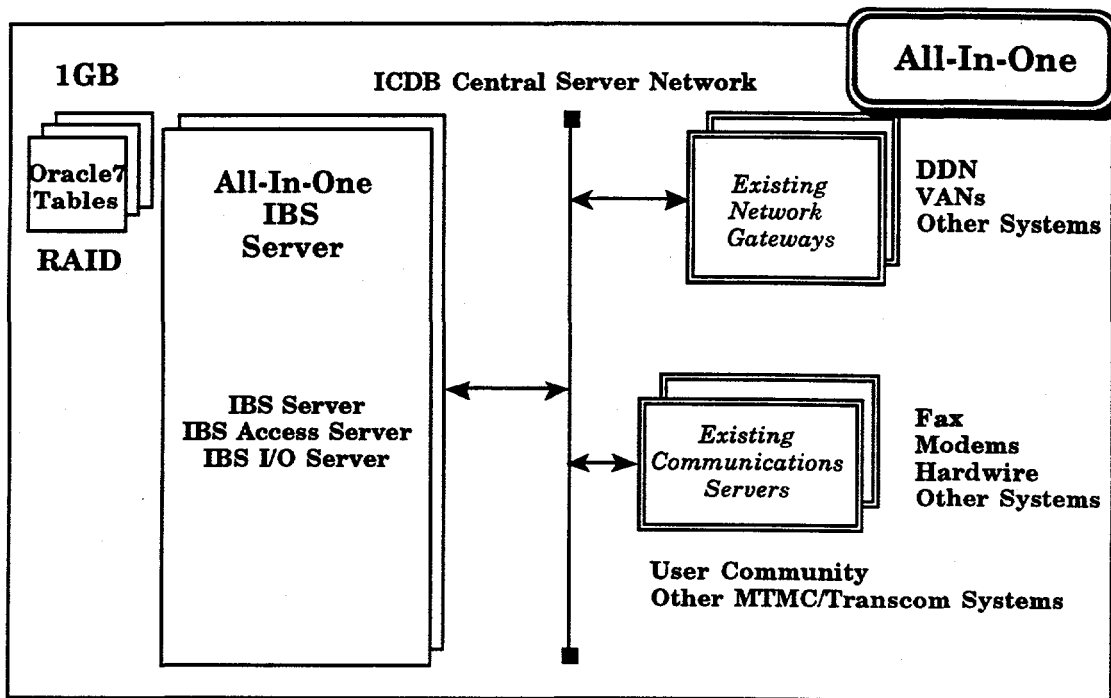 All-In-One
1GB
ICDB Central Server Network
Oracle7
Tables
RAID
All-In-One
IBS
Server
IBS Server
IBS Access Server
IBS I/O Server
Existing
Network
Gateways
DDN
VANs
Other Systems
Existing
Communications
Servers
Fax
Modems
Hardwire
Other Systems
User Community
Other MTMC/Transcom Systems